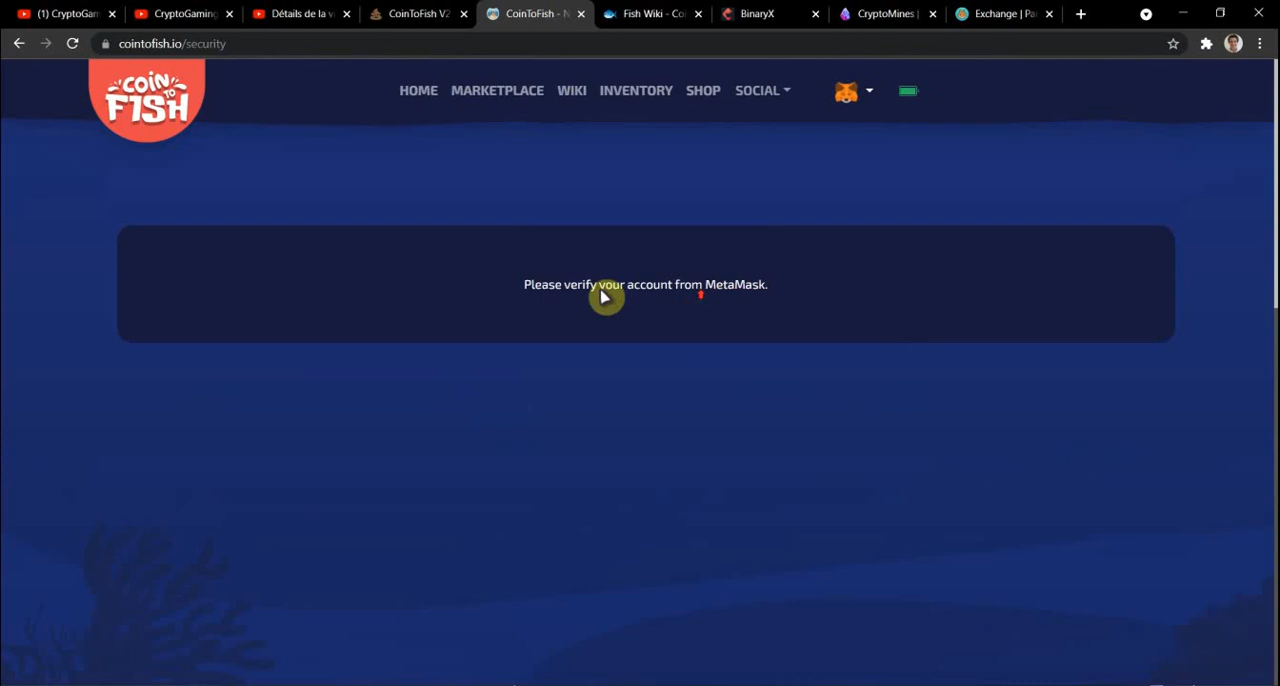 (1) CryptoGam
CryptoGaming
Détails de la v
CoinToFish V2
CoinToFish - N
Fish Wiki - Co
BinaryX
CryptoMines |
Exchange | Pa
cointofish.io/security
COIN TO FISH
HOME MARKETPLACE WIKI INVENTORY SHOP SOCIAL
Please verify your account from MetaMask.